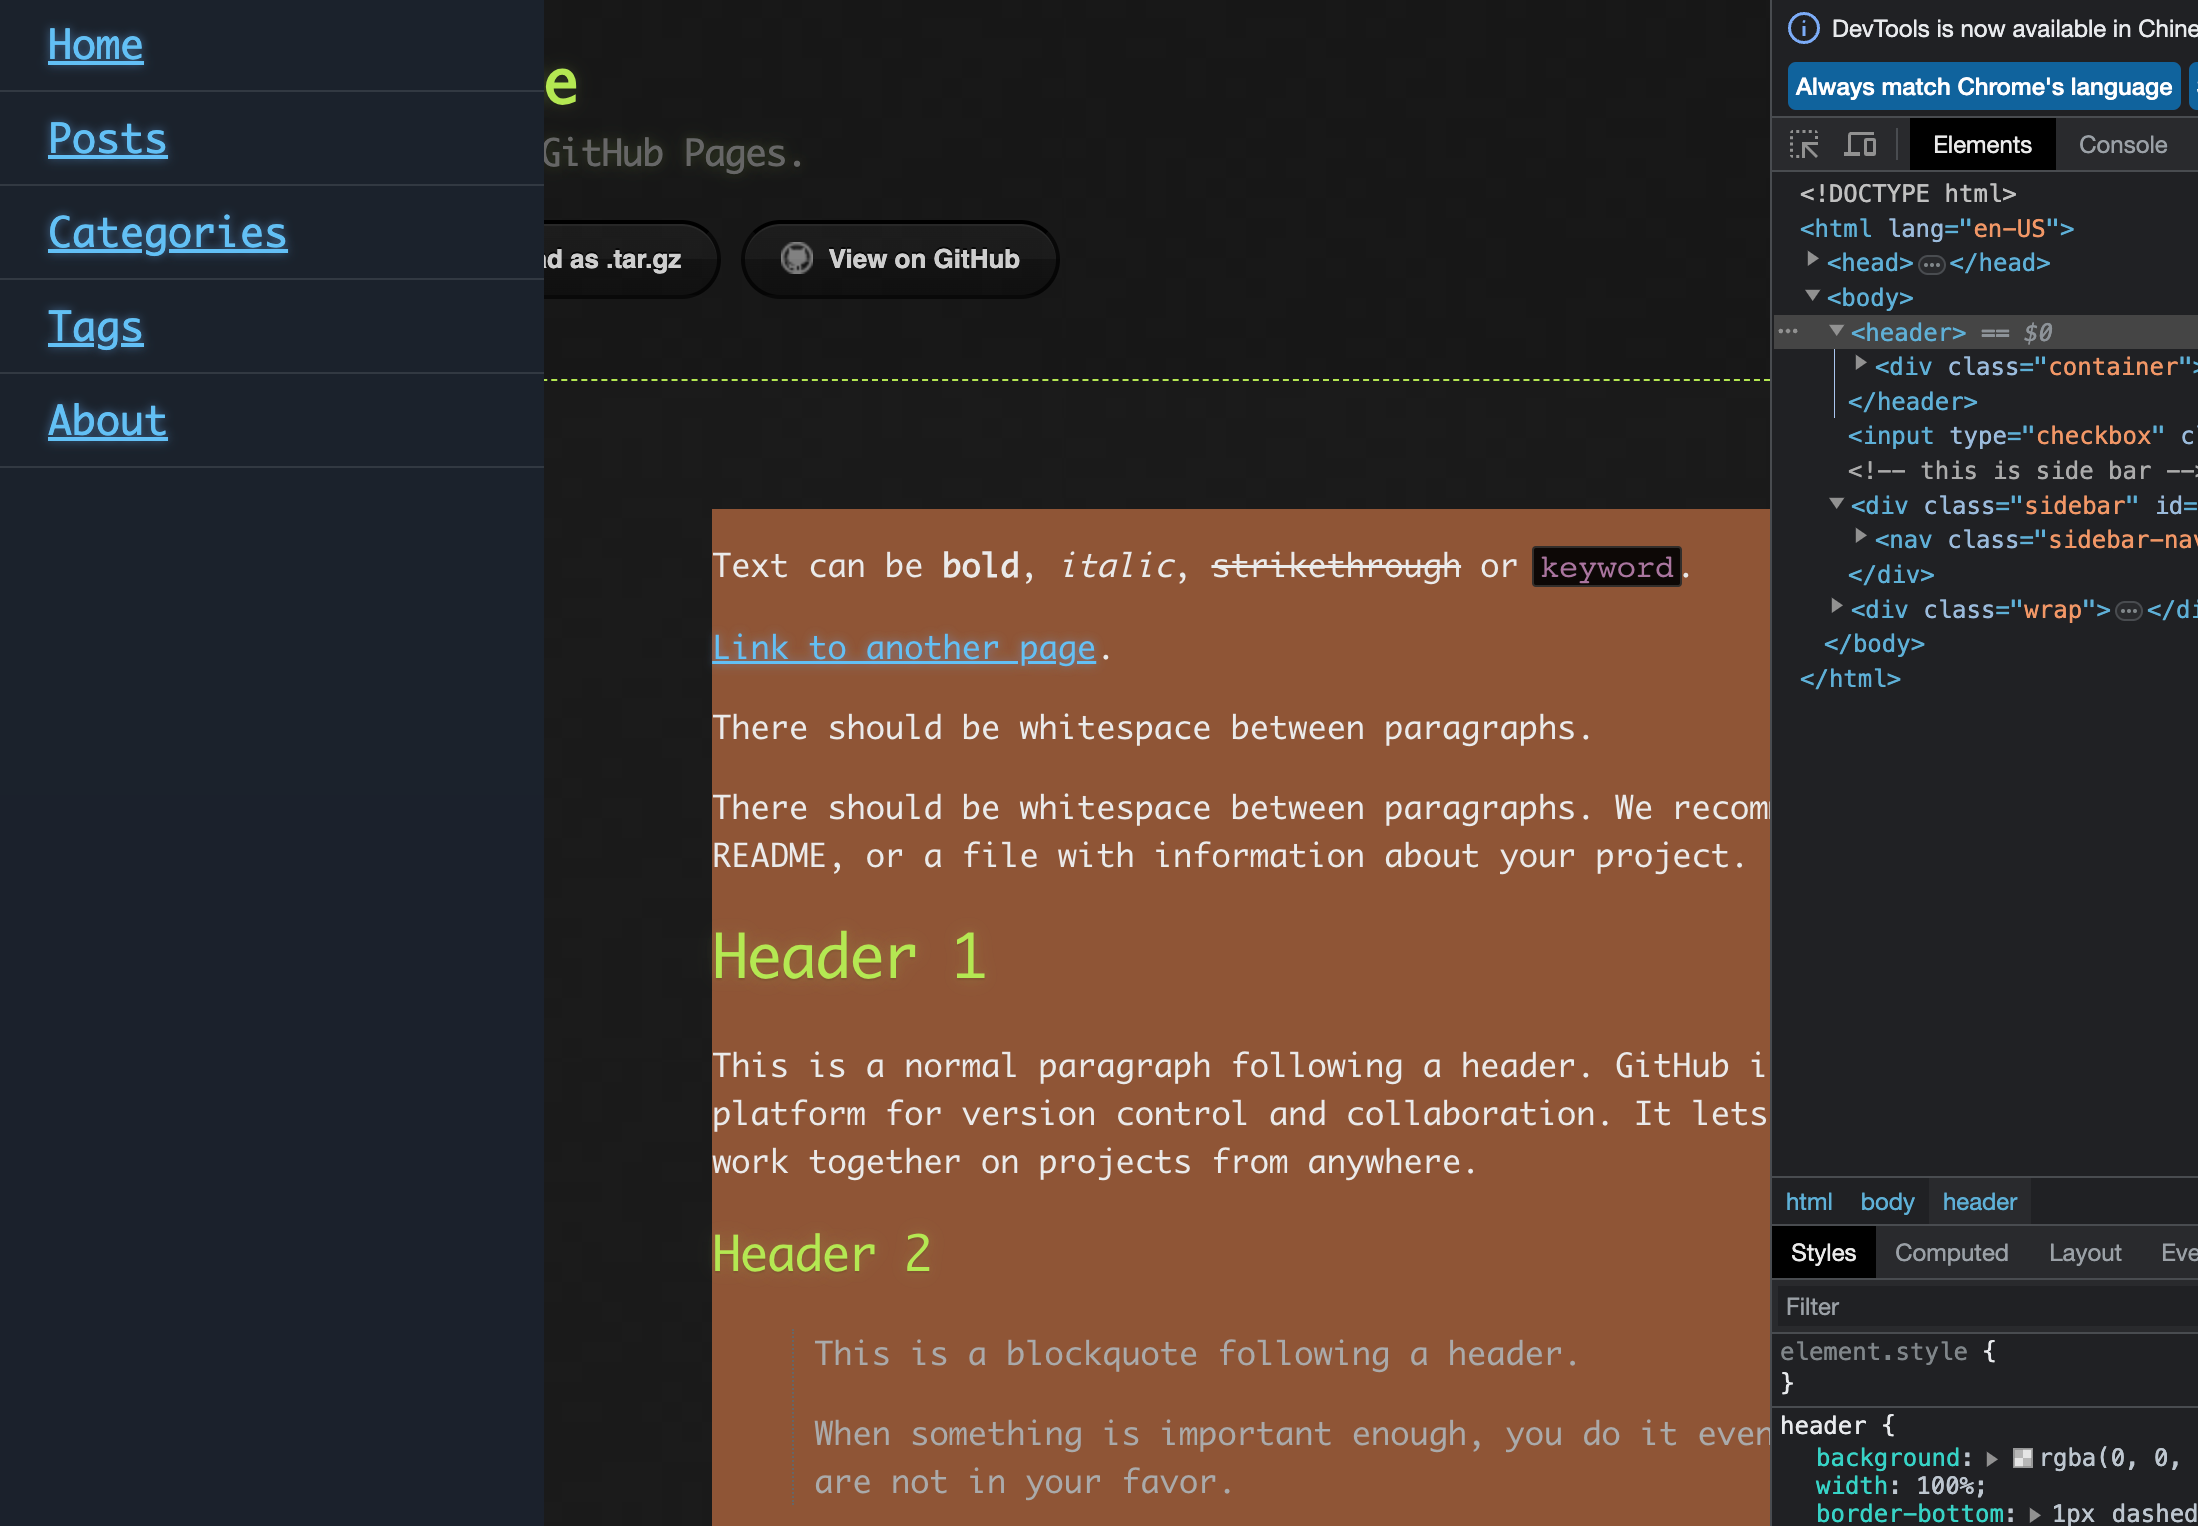 Home
Posts
Categories
Tags
About
e
GitHub Pages.
d as .tar.gz
View on GitHub
Text can be bold, italic, strikethrough or keyword.
Link to another page.
There should be whitespace between paragraphs.
There should be whitespace between paragraphs. We recom
README, or a file with information about your project.
Header 1
This is a normal paragraph following a header. GitHub i
platform for version control and collaboration. It lets
work together on projects from anywhere.
Header 2
This is a blockquote following a header.
When something is important enough, you do it even
are not in your favor.
DevTools is now available in Chine
Always match Chrome's language
Elements
Console
<!DOCTYPE html>
<html lang="en-US">
<head>…</head>
<body>
… <header> == $0
<div class="container">
</header>
<input type="checkbox" c
<!-- this is side bar -->
<div class="sidebar" id=
<nav class="sidebar-nav
</div>
<div class="wrap">…</di
</body>
</html>
html body header
Styles Computed Layout Eve
Filter
element.style {
}
header {
background: rgba(0, 0,
width: 100%;
border-bottom: 1px dashed